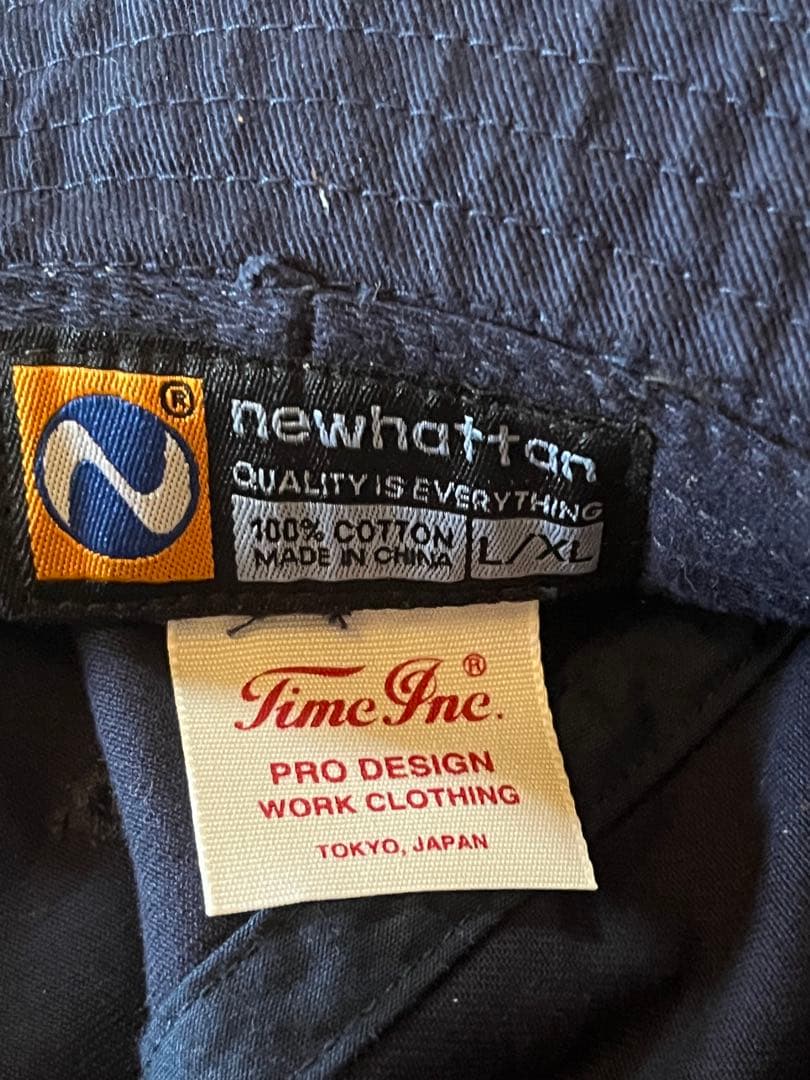 ®
newhattan
QUALITY IS EVERYTHING
100% COTTON
MADE IN CHINA
L/XL
Time Inc.®
PRO DESIGN
WORK CLOTHING
TOKYO, JAPAN